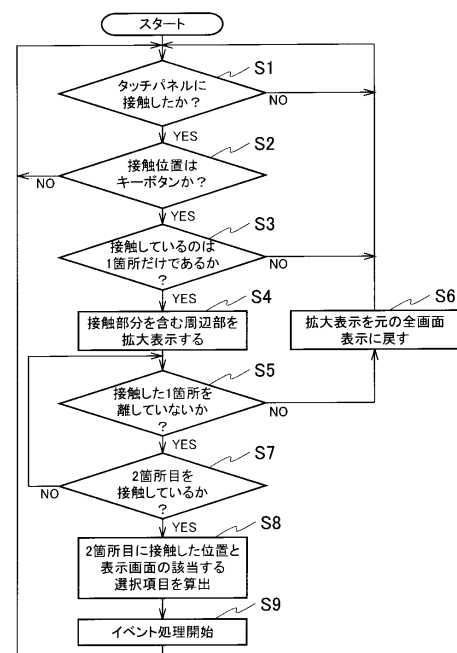 スタート
S1
タッチパネルに
接触したか？
NO
YES
S2
接触位置は
キーボタンか？
NO
YES
S3
接触しているのは
1箇所だけであるか
？
NO
YES
S4
接触部分を含む周辺部を
拡大表示する
S6
拡大表示を元の全画面
表示に戻す
S5
接触した1箇所を
離していないか
？
NO
YES
S7
2箇所目を
接触しているか
？
NO
YES
S8
2箇所目に接触した位置と
表示画面の該当する
選択項目を算出
S9
イベント処理開始